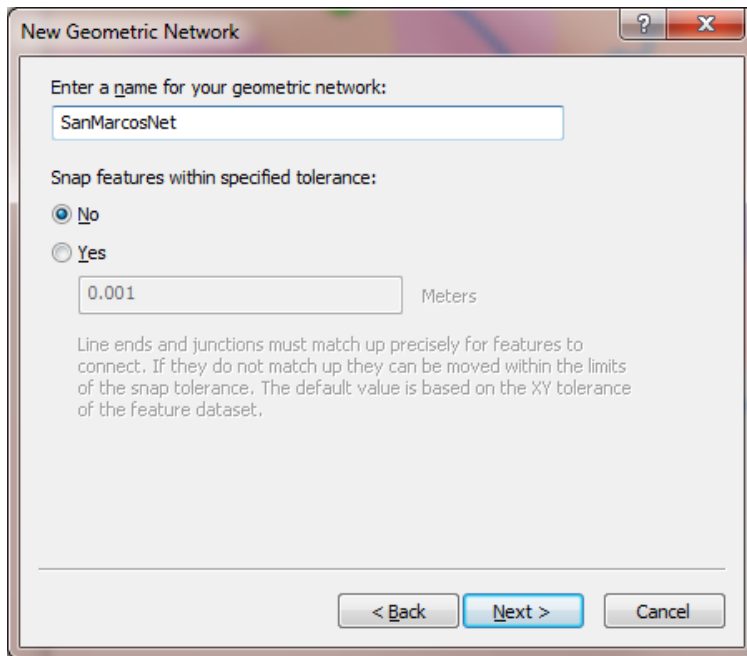 New Geometric Network
Enter a name for your geometric network:
SanMarcosNet
Snap features within specified tolerance:
No
Yes
0.001 Meters
Line ends and junctions must match up precisely for features to
connect. If they do not match up they can be moved within the limits
of the snap tolerance. The default value is based on the XY tolerance
of the feature dataset.
< Back Next > Cancel